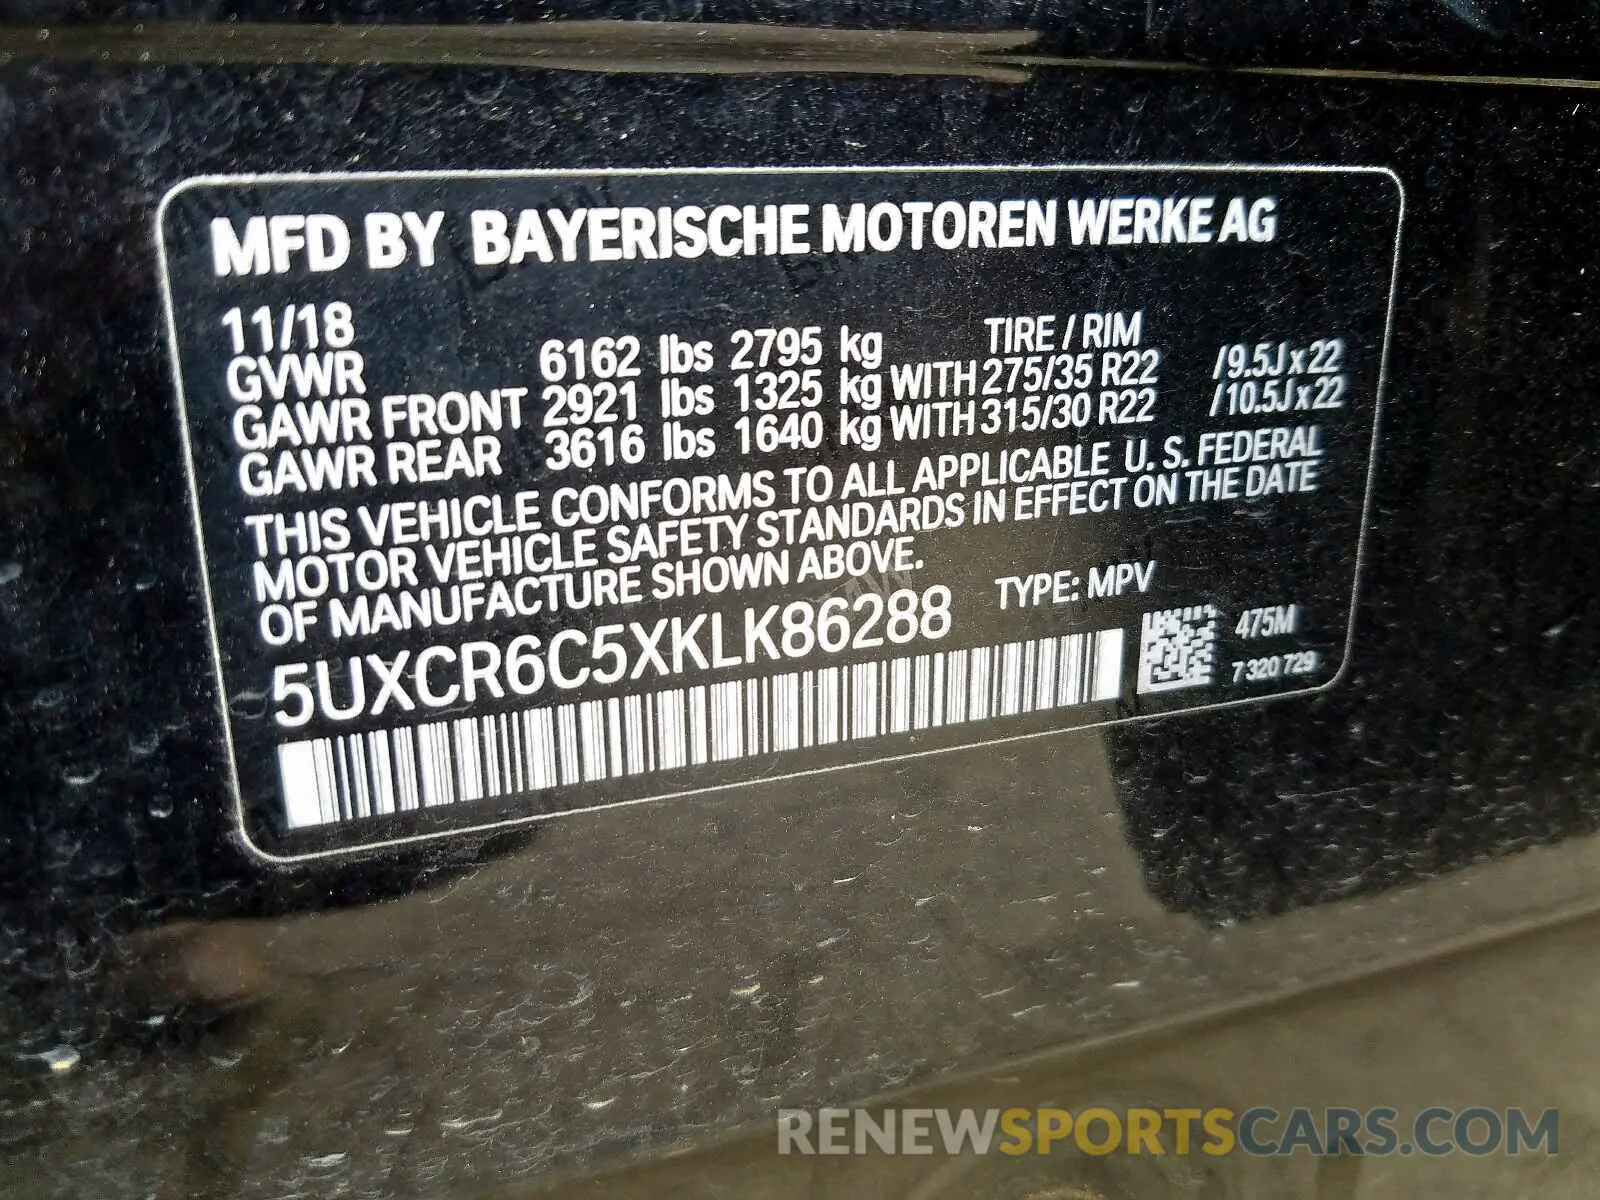 MFD BY BAYERISCHE MOTOREN WERKE AG
11/18
GVWR 6162 lbs 2795 kg TIRE / RIM
GAWR FRONT 2921 lbs 1325 kg WITH 275/35 R22 /9.5J x 22
GAWR REAR 3616 lbs 1640 kg WITH 315/30 R22 /10.5J x 22
THIS VEHICLE CONFORMS TO ALL APPLICABLE U. S. FEDERAL
MOTOR VEHICLE SAFETY STANDARDS IN EFFECT ON THE DATE
OF MANUFACTURE SHOWN ABOVE.
5UXCR6C5XKLK86288 TYPE: MPV
475M
7 320 729
RENEWSPORTSCARS.COM